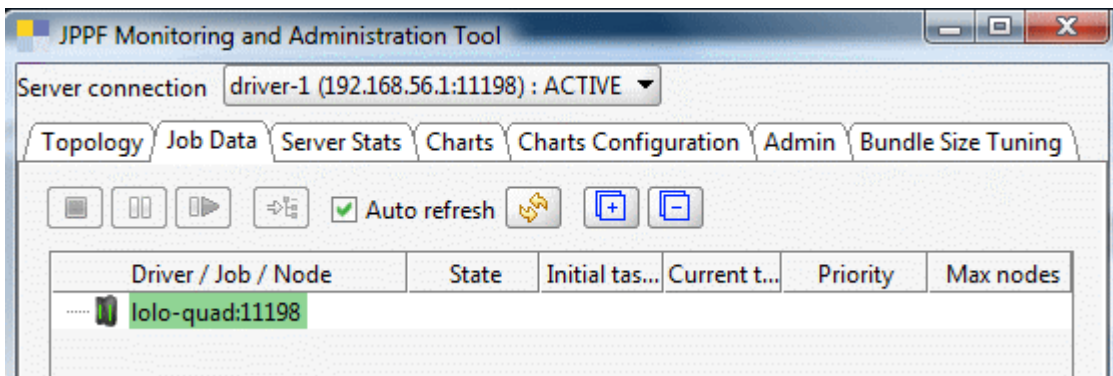 JPPF Monitoring and Administration Tool
Server connection driver-1 (192.168.56.1:11198) : ACTIVE
Topology Job Data Server Stats Charts Charts Configuration Admin Bundle Size Tuning
Auto refresh
Driver / Job / Node State Initial tas... Current t... Priority Max nodes
lolo-quad:11198